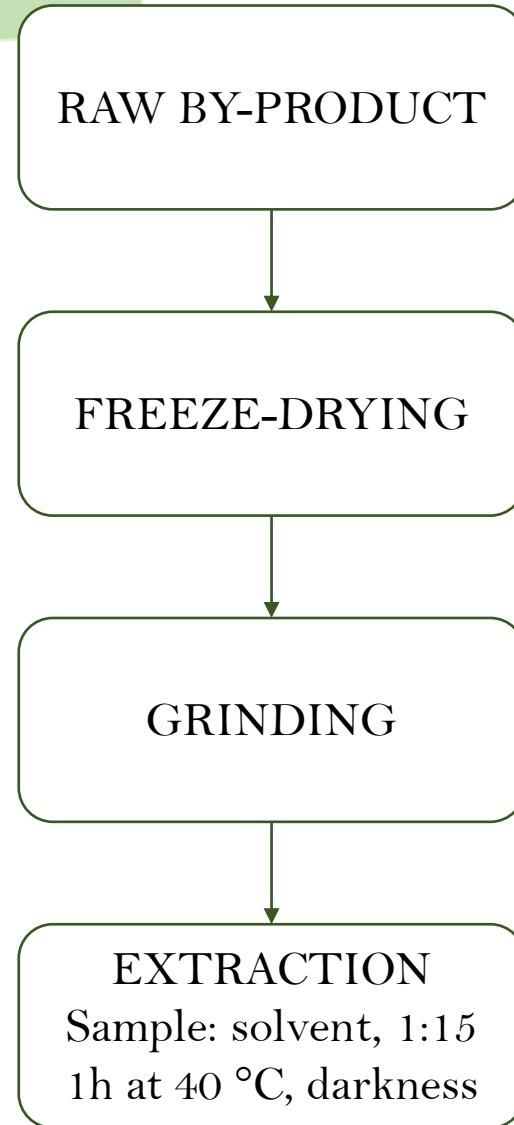 RAW BY-PRODUCT
FREEZE-DRYING
GRINDING
EXTRACTION
Sample: solvent, 1:15
1h at 40 °C, darkness